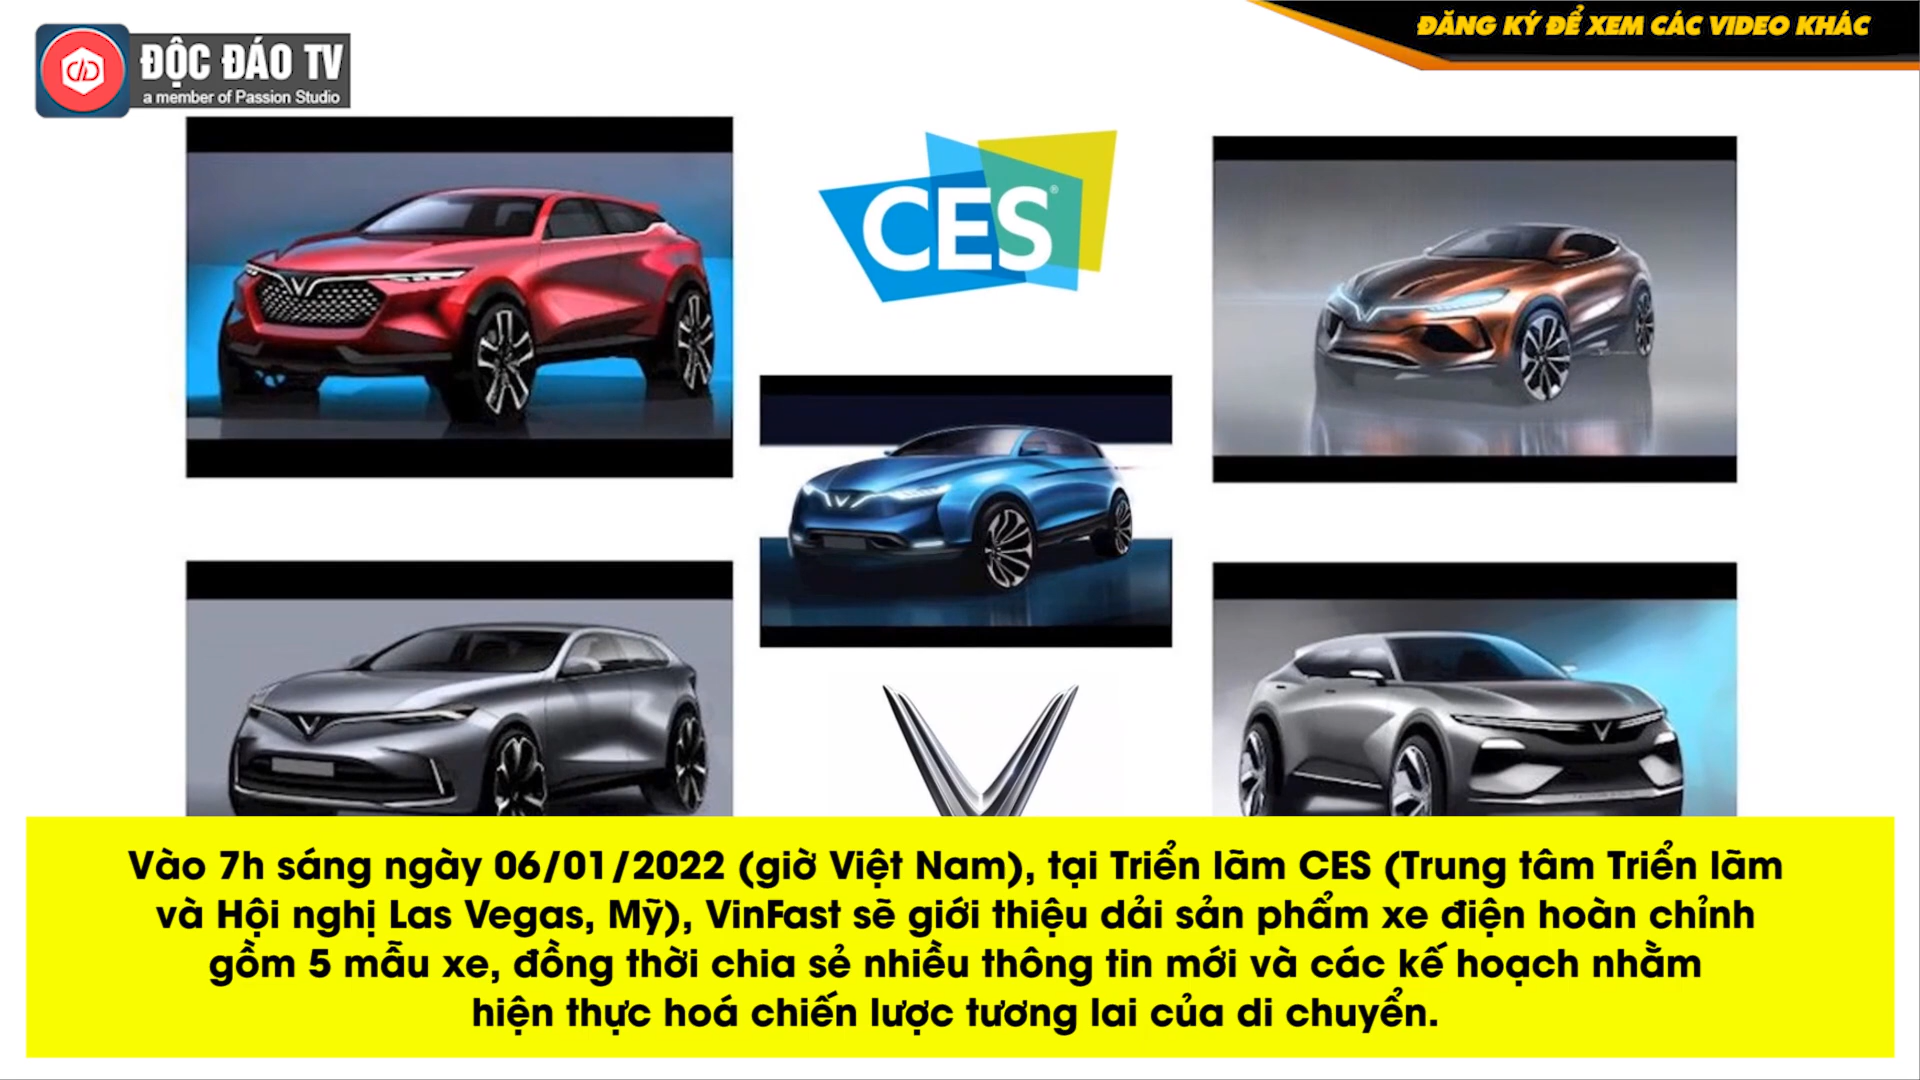 ĐỘC ĐÁO TV
a member of Passion Studio
ĐĂNG KÝ ĐỂ XEM CÁC VIDEO KHÁC
CES®
Vào 7h sáng ngày 06/01/2022 (giờ Việt Nam), tại Triển lãm CES (Trung tâm Triển lãm
và Hội nghị Las Vegas, Mỹ), VinFast sẽ giới thiệu dải sản phẩm xe điện hoàn chỉnh
gồm 5 mẫu xe, đồng thời chia sẻ nhiều thông tin mới và các kế hoạch nhằm
hiện thực hoá chiến lược tương lai của di chuyển.